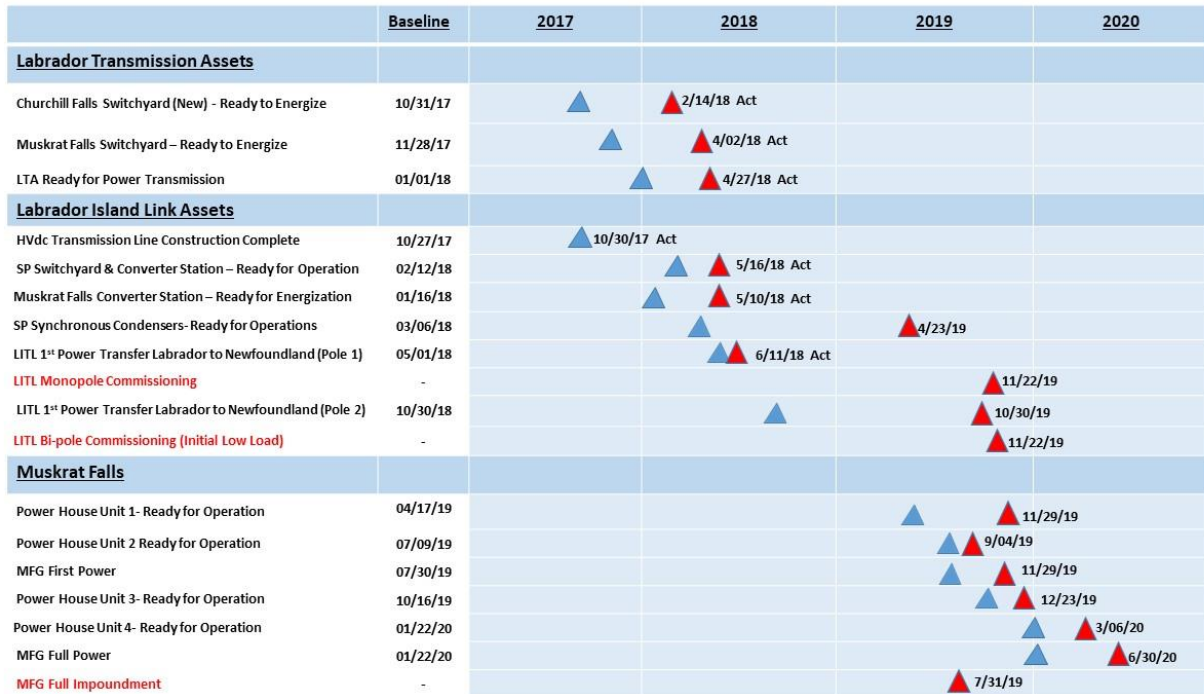 Baseline 2017 2018 2019 2020
Labrador Transmission Assets
Churchill Falls Switchyard (New) - Ready to Energize 10/31/17 2/14/18 Act
Muskrat Falls Switchyard – Ready to Energize 11/28/17 4/02/18 Act
LTA Ready for Power Transmission 01/01/18 4/27/18 Act
Labrador Island Link Assets
HVdc Transmission Line Construction Complete 10/27/17 10/30/17 Act
SP Switchyard & Converter Station – Ready for Operation 02/12/18 5/16/18 Act
Muskrat Falls Converter Station – Ready for Energization 01/16/18 5/10/18 Act
SP Synchronous Condensers- Ready for Operations 03/06/18 4/23/19
LITL 1st Power Transfer Labrador to Newfoundland (Pole 1) 05/01/18 6/11/18 Act
LITL Monopole Commissioning - 11/22/19
LITL 1st Power Transfer Labrador to Newfoundland (Pole 2) 10/30/18 10/30/19
LITL Bi-pole Commissioning (Initial Low Load) - 11/22/19
Muskrat Falls
Power House Unit 1- Ready for Operation 04/17/19 11/29/19
Power House Unit 2 Ready for Operation 07/09/19 9/04/19
MFG First Power 07/30/19 11/29/19
Power House Unit 3- Ready for Operation 10/16/19 12/23/19
Power House Unit 4- Ready for Operation 01/22/20 3/06/20
MFG Full Power 01/22/20 6/30/20
MFG Full Impoundment - 7/31/19